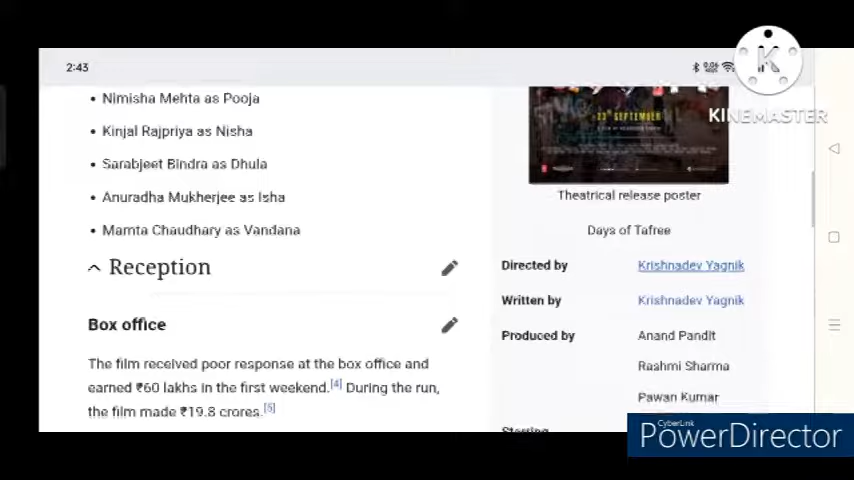 2:43
KINEMASTER
• Nimisha Mehta as Pooja
• Kinjal Rajpriya as Nisha
• Sarabjeet Bindra as Dhula
• Anuradha Mukherjee as Isha
• Mamta Chaudhary as Vandana
Reception
Box office
The film received poor response at the box office and
earned ₹60 lakhs in the first weekend.[4] During the run,
the film made ₹19.8 crores.[5]
23RD SEPTEMBER
Theatrical release poster
Days of Tafree
Directed by Krishnadev Yagnik
Written by Krishnadev Yagnik
Produced by Anand Pandit
Rashmi Sharma
Pawan Kumar
Starring
CyberLink
PowerDirector